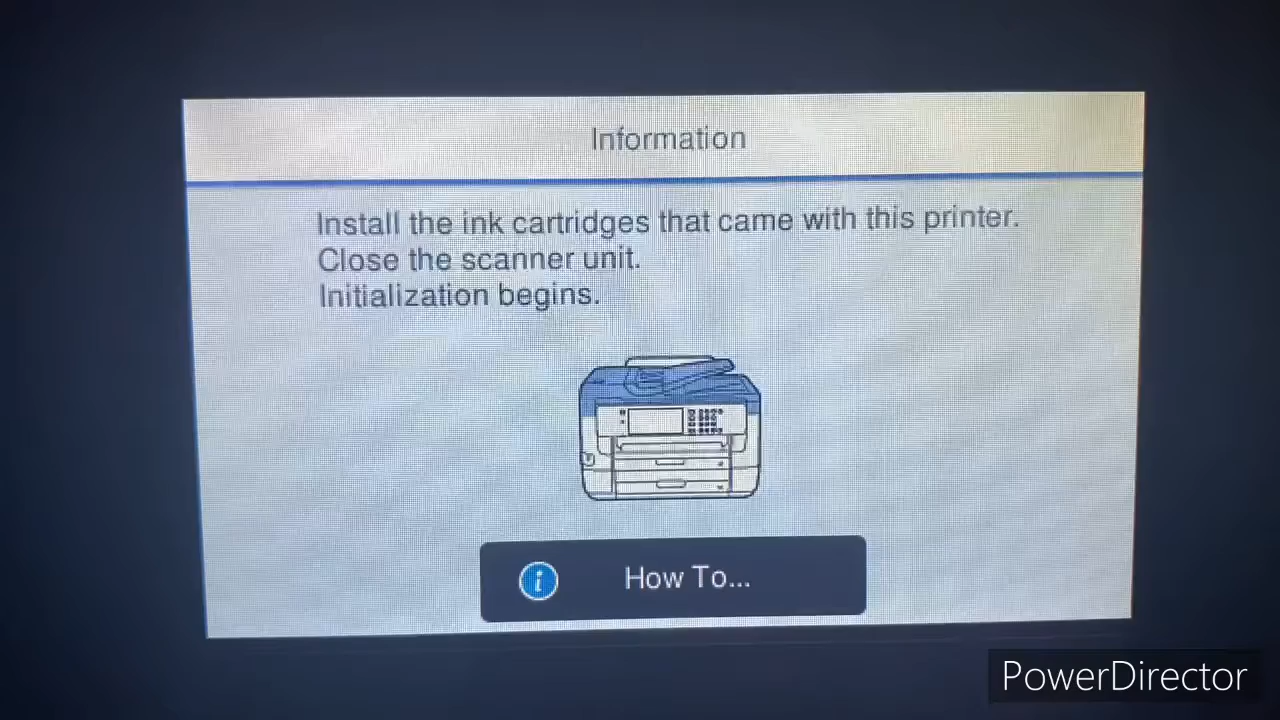 Information
Install the ink cartridges that came with this printer.
Close the scanner unit.
Initialization begins.
i How To...
PowerDirector